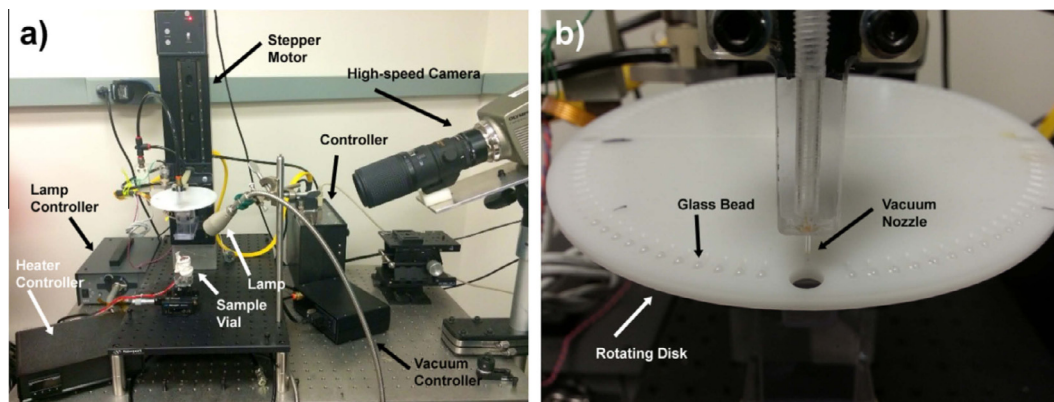 a)
Stepper
Motor
High-speed Camera
Controller
Lamp
Controller
Heater
Controller
Lamp
Sample
Vial
Vacuum
Controller
b)
Glass Bead
Vacuum
Nozzle
Rotating Disk